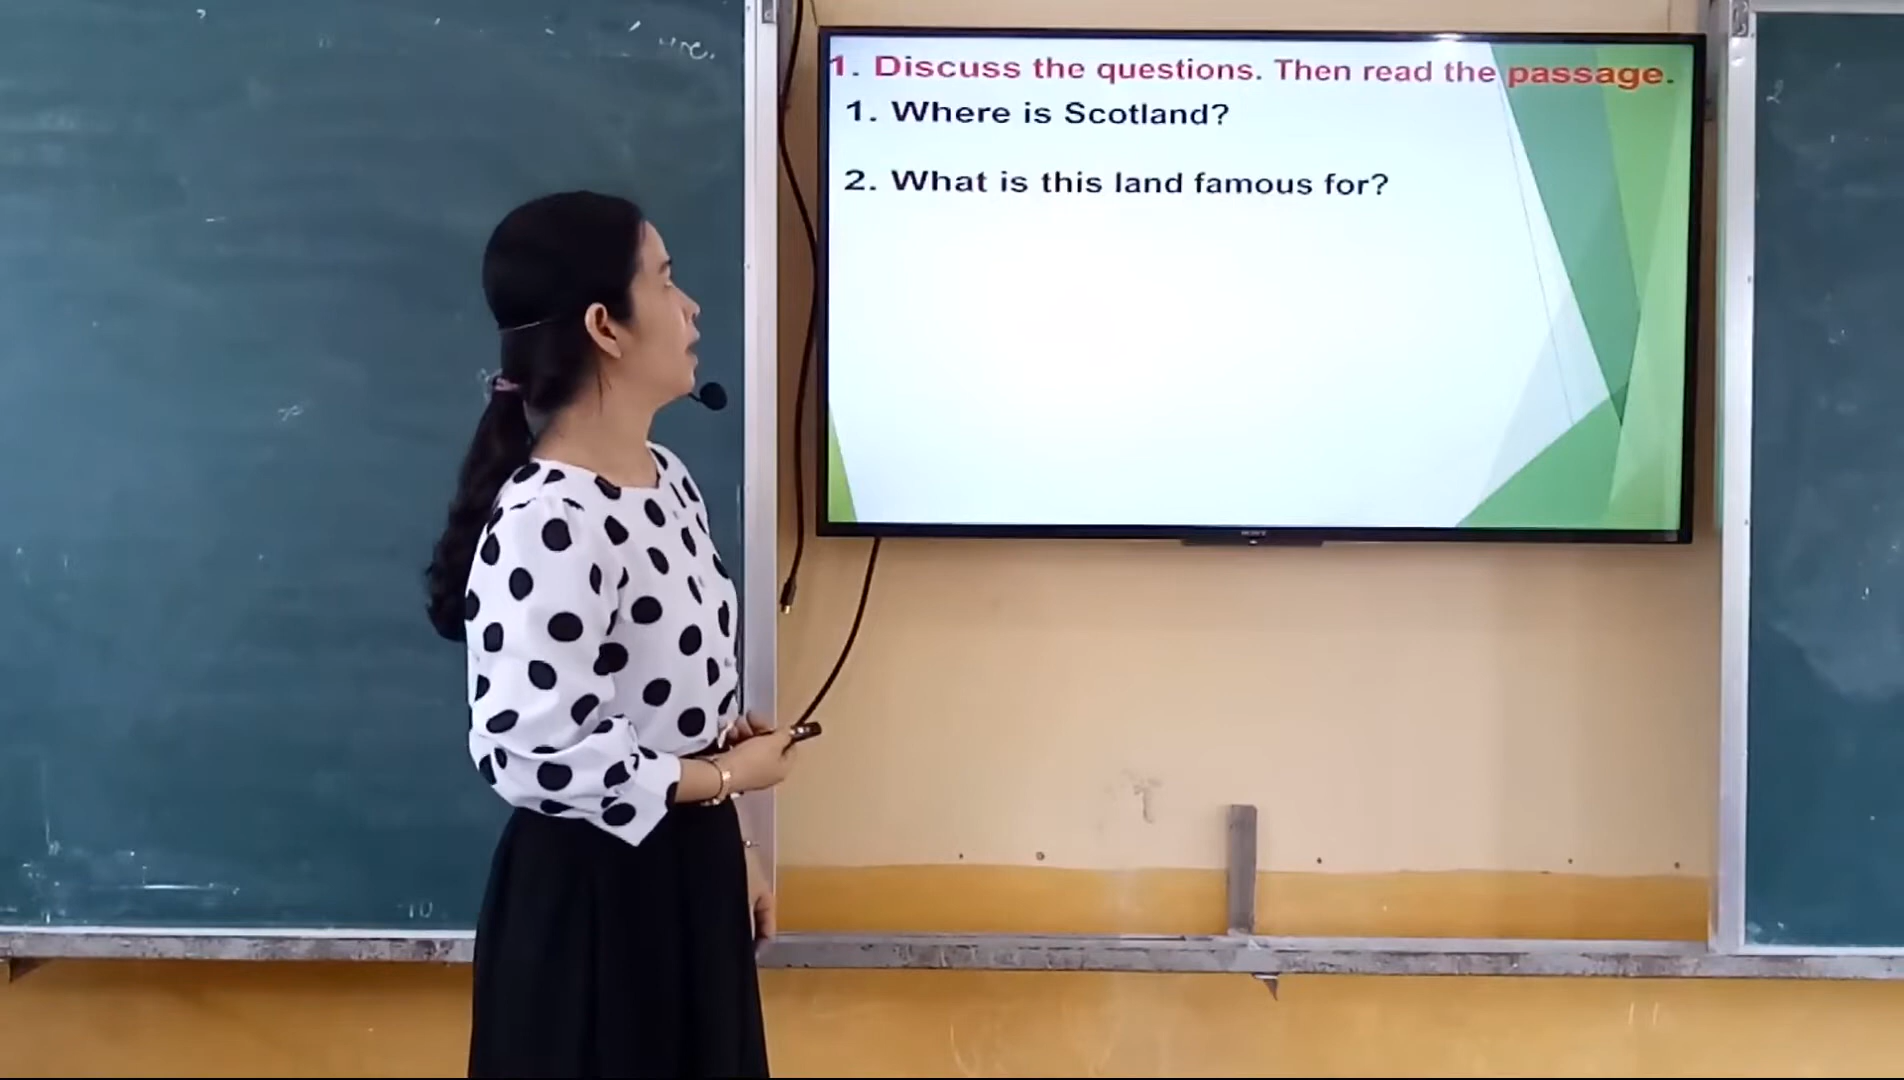 1. Discuss the questions. Then read the passage.
1. Where is Scotland?
2. What is this land famous for?